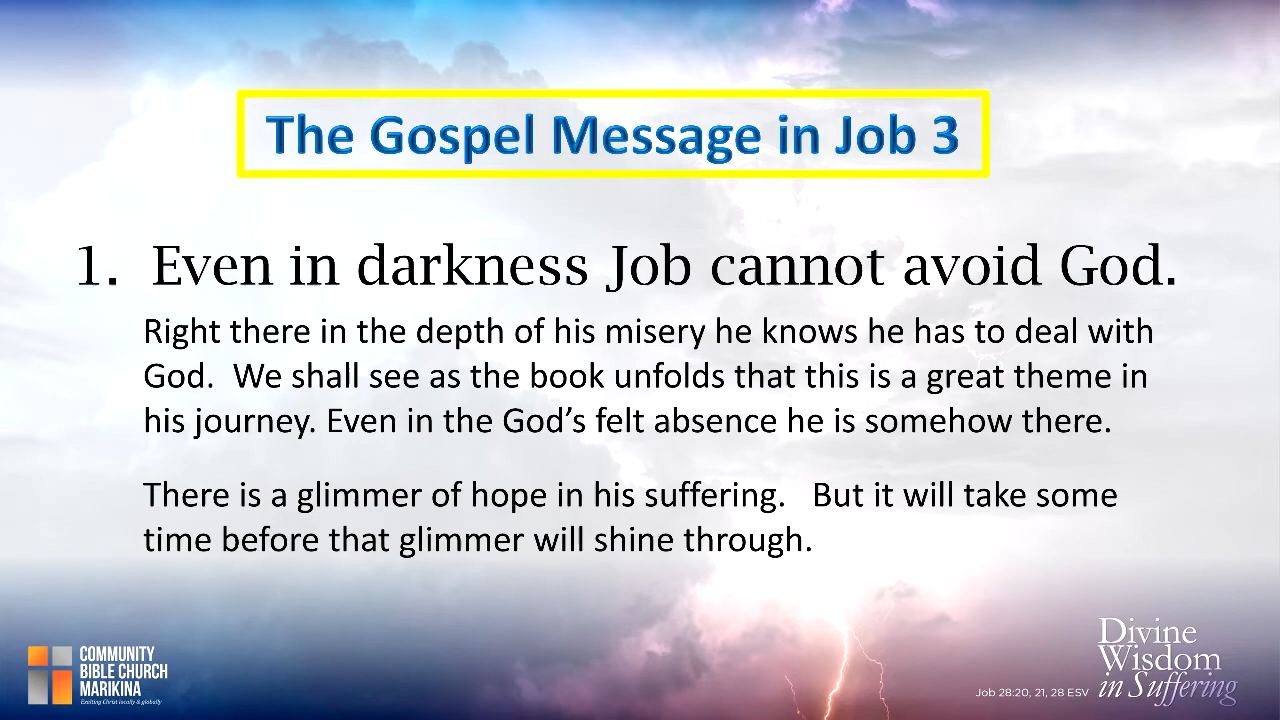 The Gospel Message in Job 3
1. Even in darkness Job cannot avoid God.
Right there in the depth of his misery he knows he has to deal with
God. We shall see as the book unfolds that this is a great theme in
his journey. Even in the God’s felt absence he is somehow there.
There is a glimmer of hope in his suffering. But it will take some
time before that glimmer will shine through.
COMMUNITY
BIBLE CHURCH
MARIKINA
Exalting Christ locally & globally
Job 28:20, 21, 28 ESV
Divine
Wisdom
in Suffering